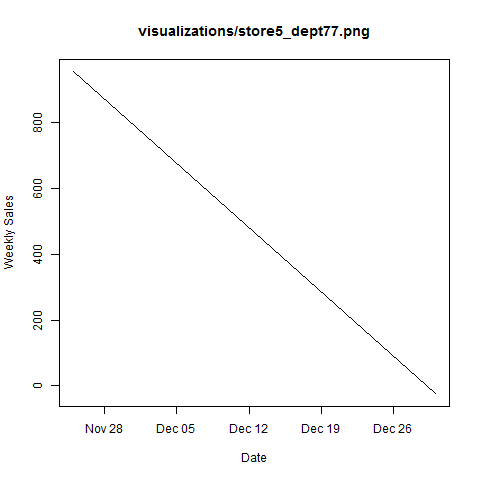 visualizations/store5_dept77.png
Weekly Sales
800
600
400
200
0
Nov 28 Dec 05 Dec 12 Dec 19 Dec 26
Date